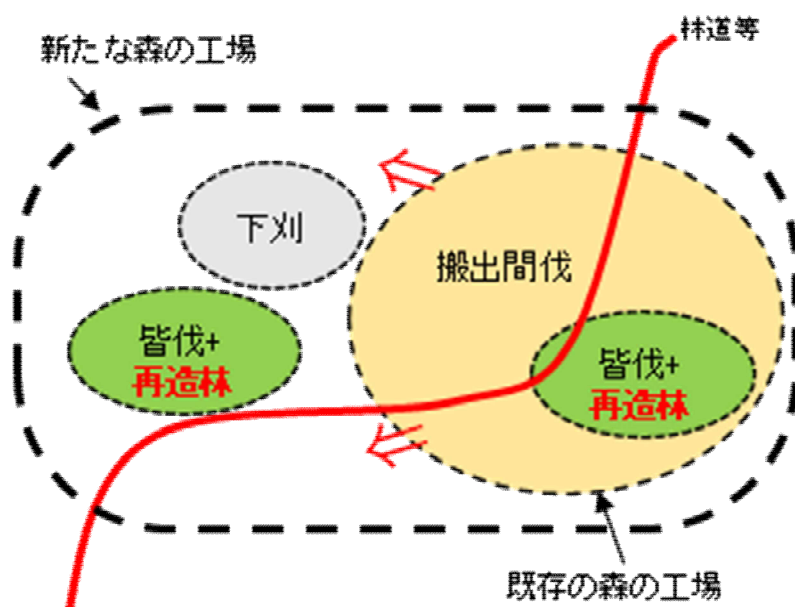 林道等
新たな森の工場
下刈
搬出間伐
皆伐+
再造林
皆伐+
再造林
既存の森の工場